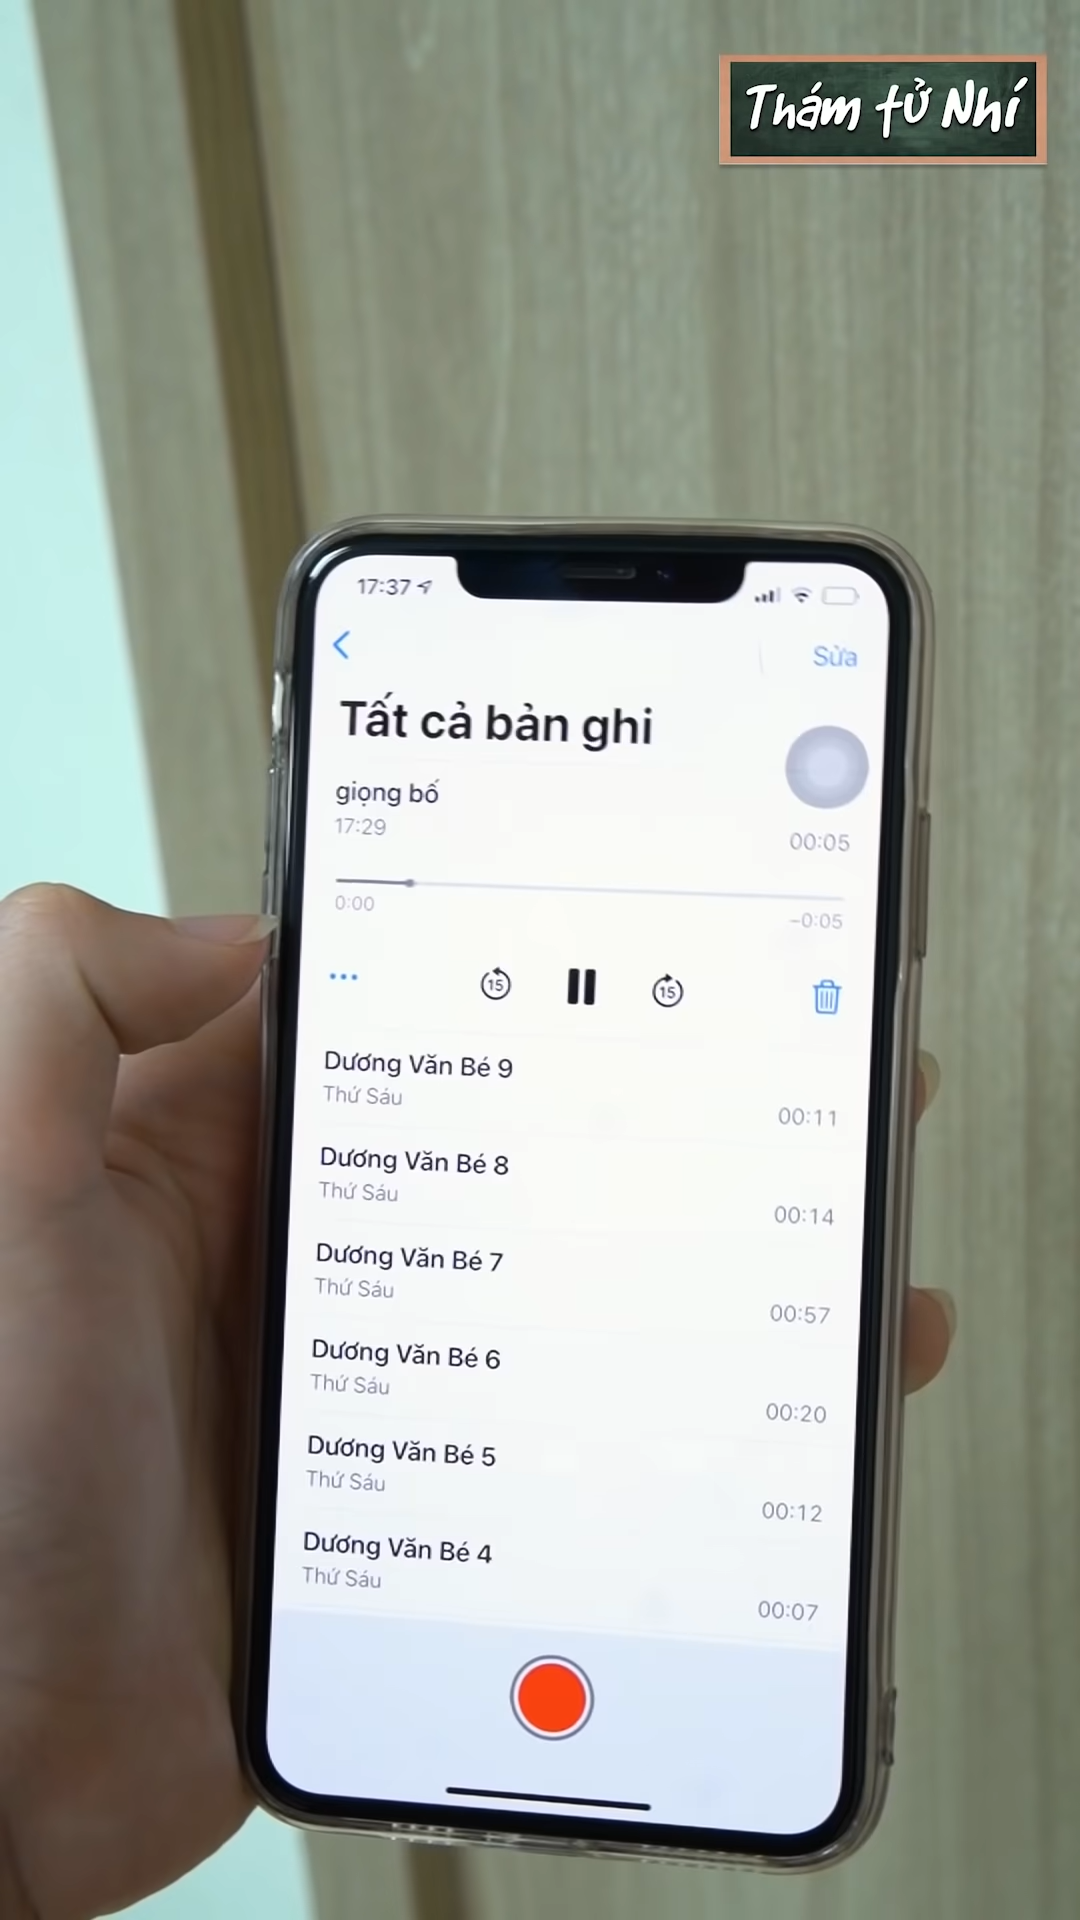 Thám tử Nhí
17:37
Sửa
Tất cả bản ghi
giọng bố
17:29
00:05
0:00
-0:05
15
15
Dương Văn Bé 9
Thứ Sáu
00:11
Dương Văn Bé 8
Thứ Sáu
00:14
Dương Văn Bé 7
Thứ Sáu
00:57
Dương Văn Bé 6
Thứ Sáu
00:20
Dương Văn Bé 5
Thứ Sáu
00:12
Dương Văn Bé 4
Thứ Sáu
00:07